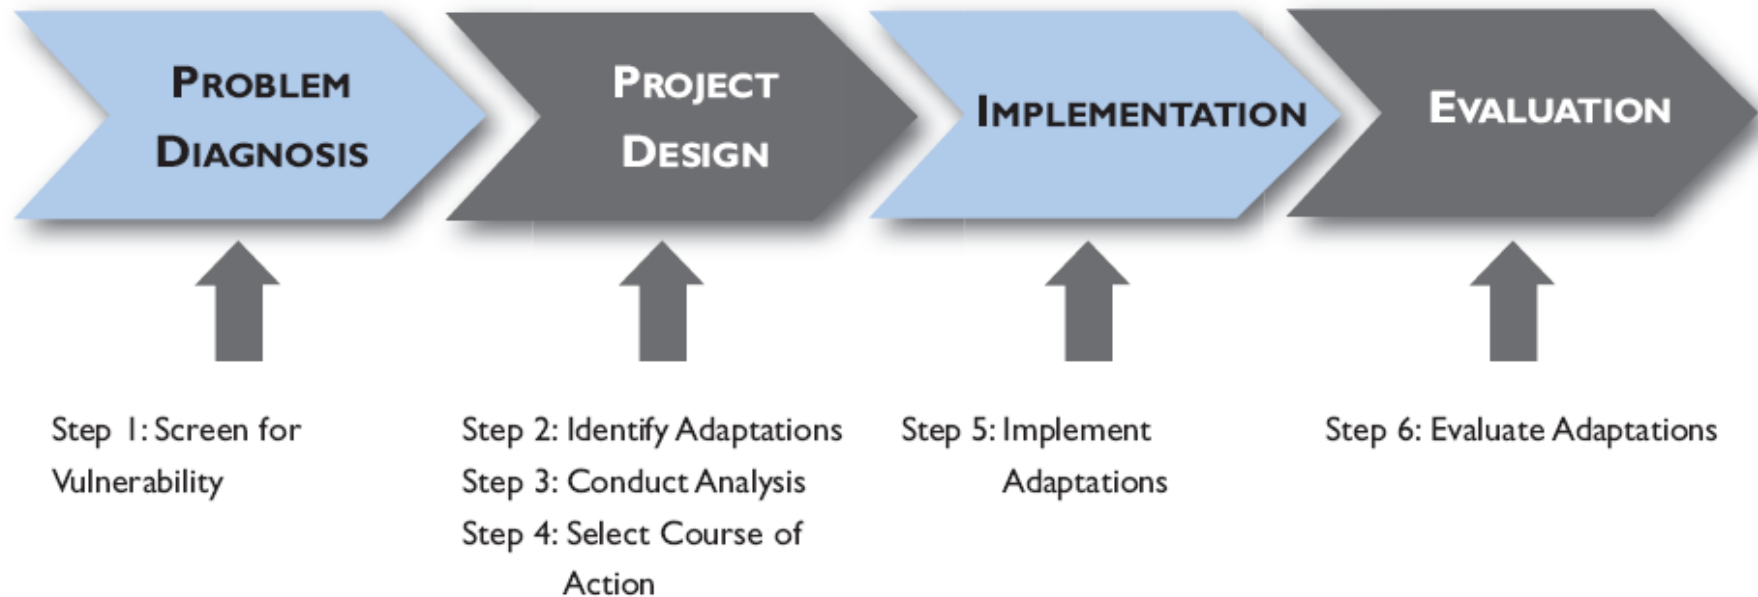 PROBLEM
DIAGNOSIS
PROJECT
DESIGN
IMPLEMENTATION
EVALUATION
Step 1: Screen for
Vulnerability
Step 2: Identify Adaptations
Step 3: Conduct Analysis
Step 4: Select Course of
Action
Step 5: Implement
Adaptations
Step 6: Evaluate Adaptations